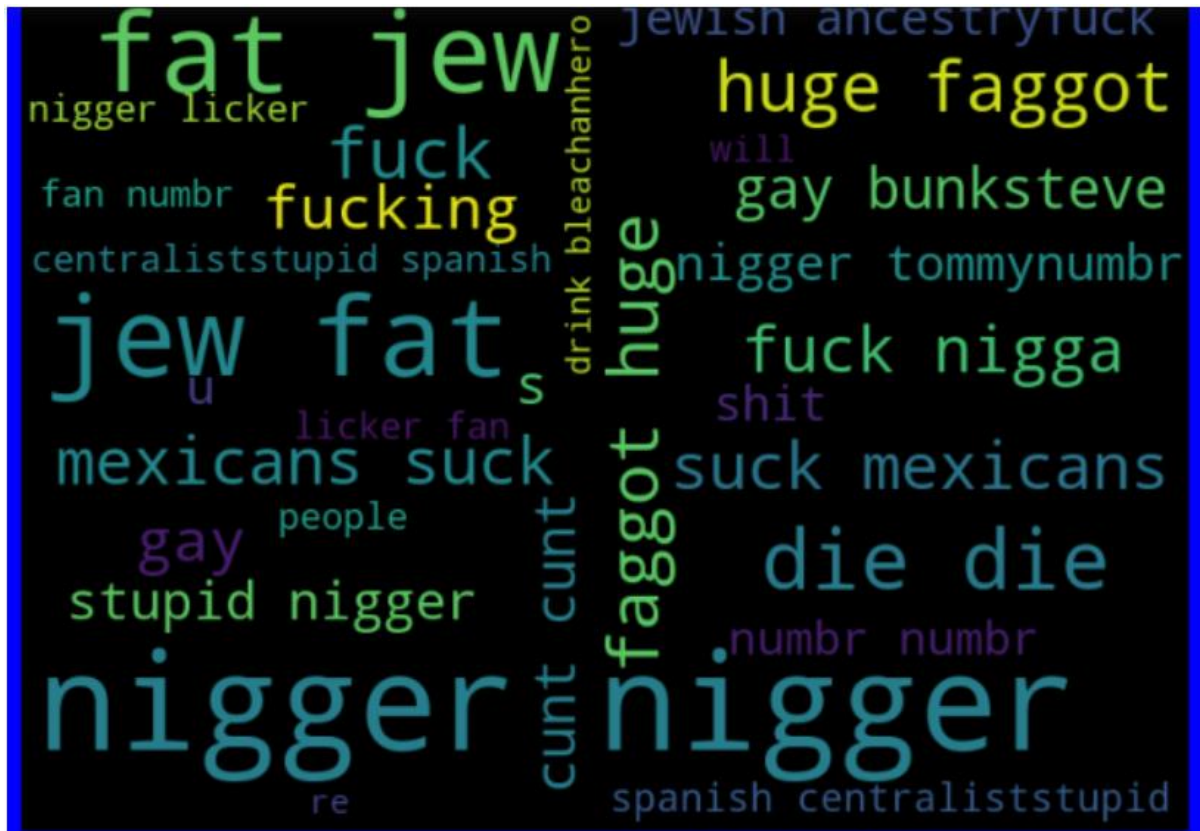 fat jew
nigger licker
fuck
fan numbr
fucking
centraliststupid spanish
jew fat
u
s
licker fan
mexicans suck
people
gay
stupid nigger
nigger
re
drink bleachanhero
cunt cunt
jewish ancestryfuck
huge faggot
will
gay bunksteve
nigger tommynumbr
faggot huge
fuck nigga
shit
suck mexicans
die die
numbr numbr
nigger
spanish centraliststupid